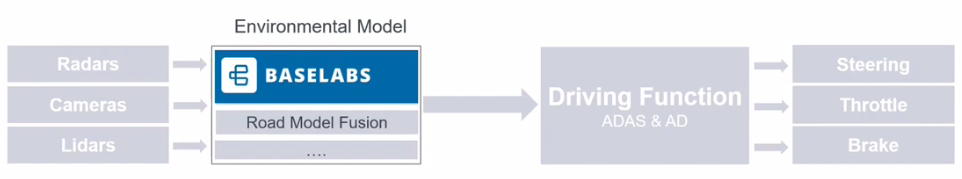 Environmental Model
Radars
Cameras
Lidars
BASELABS
Road Model Fusion
....
Driving Function
ADAS & AD
Steering
Throttle
Brake